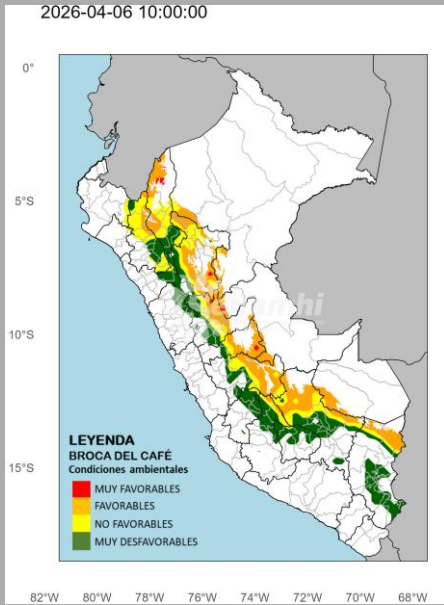 2026-04-06 10:00:00
0°
5°S
10°S
15°S
senamhi
LEYENDA
BROCA DEL CAFÉ
Condiciones ambientales
MUY FAVORABLES
FAVORABLES
NO FAVORABLES
MUY DESFAVORABLES
82°W 80°W 78°W 76°W 74°W 72°W 70°W 68°W